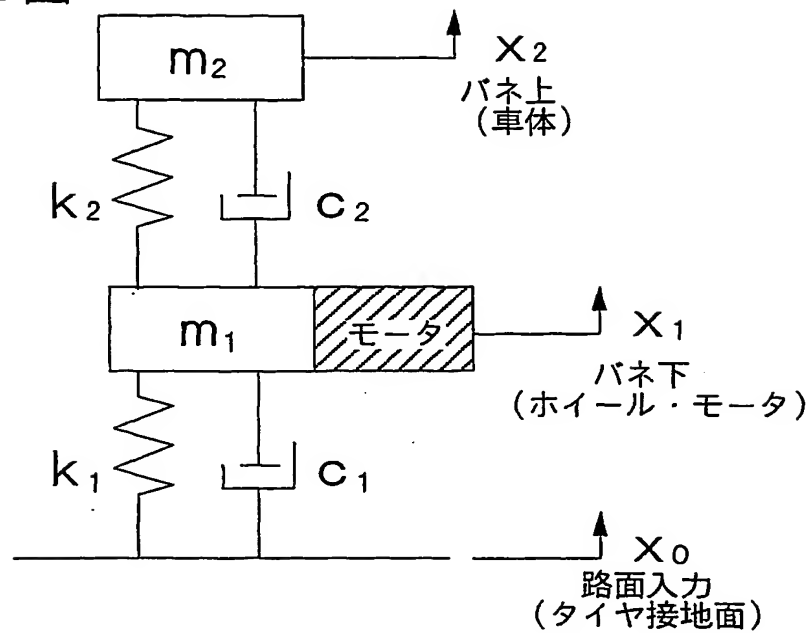 m₂
x₂
バネ上
(車体)
k₂
c₂
m₁
モータ
x₁
バネ下
(ホイール・モータ)
k₁
c₁
x₀
路面入力
(タイヤ接地面)